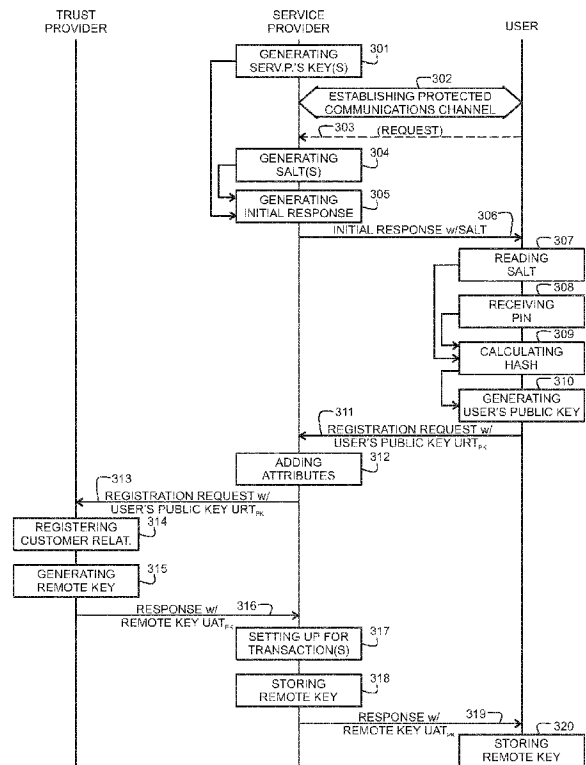 TRUST
PROVIDER
SERVICE
PROVIDER
USER
301
GENERATING
SERV.P.'S KEY(S)
302
ESTABLISHING PROTECTED
COMMUNICATIONS CHANNEL
303
(REQUEST)
304
GENERATING
SALT(S)
305
GENERATING
INITIAL RESPONSE
306
INITIAL RESPONSE w/SALT
307
READING
SALT
308
RECEIVING
PIN
309
CALCULATING
HASH
310
GENERATING
USER'S PUBLIC KEY
311
REGISTRATION REQUEST w/
USER'S PUBLIC KEY URTPK
312
ADDING
ATTRIBUTES
313
REGISTRATION REQUEST w/
USER'S PUBLIC KEY URTPK
314
REGISTERING
CUSTOMER RELAT.
315
GENERATING
REMOTE KEY
316
RESPONSE w/
REMOTE KEY UATPK
317
SETTING UP FOR
TRANSACTION(S)
318
STORING
REMOTE KEY
319
RESPONSE w/
REMOTE KEY UATPK
320
STORING
REMOTE KEY